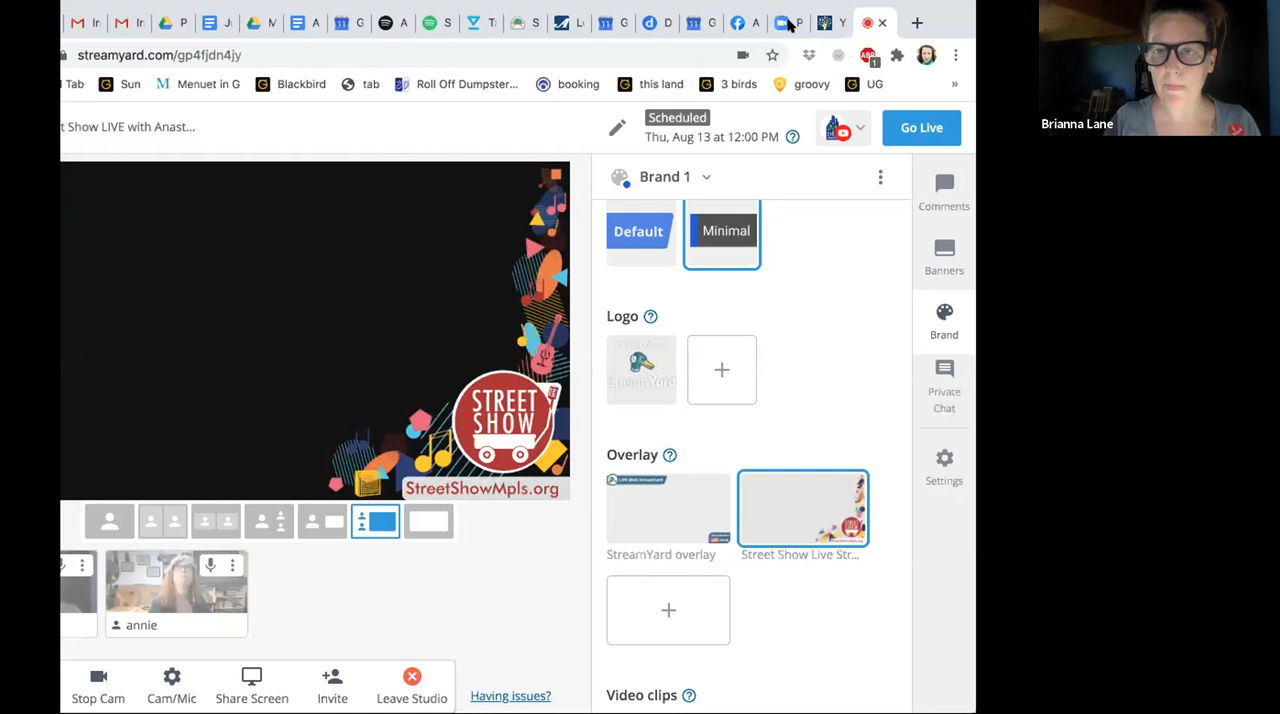 streamyard.com/gp4fjdn4jy
Tab
Sun
Menuet in G
Blackbird
tab
Roll Off Dumpster...
booking
this land
3 birds
groovy
UG
»
t Show LIVE with Anast...
Scheduled
Thu, Aug 13 at 12:00 PM
Go Live
Brand 1
Default
Minimal
Logo
Overlay
StreamYard overlay
Street Show Live Str...
Video clips
Comments
Banners
Brand
Private
Chat
Settings
STREET
SHOW
StreetShowMpls.org
annie
Stop Cam
Cam/Mic
Share Screen
Invite
Leave Studio
Having issues?
Brianna Lane